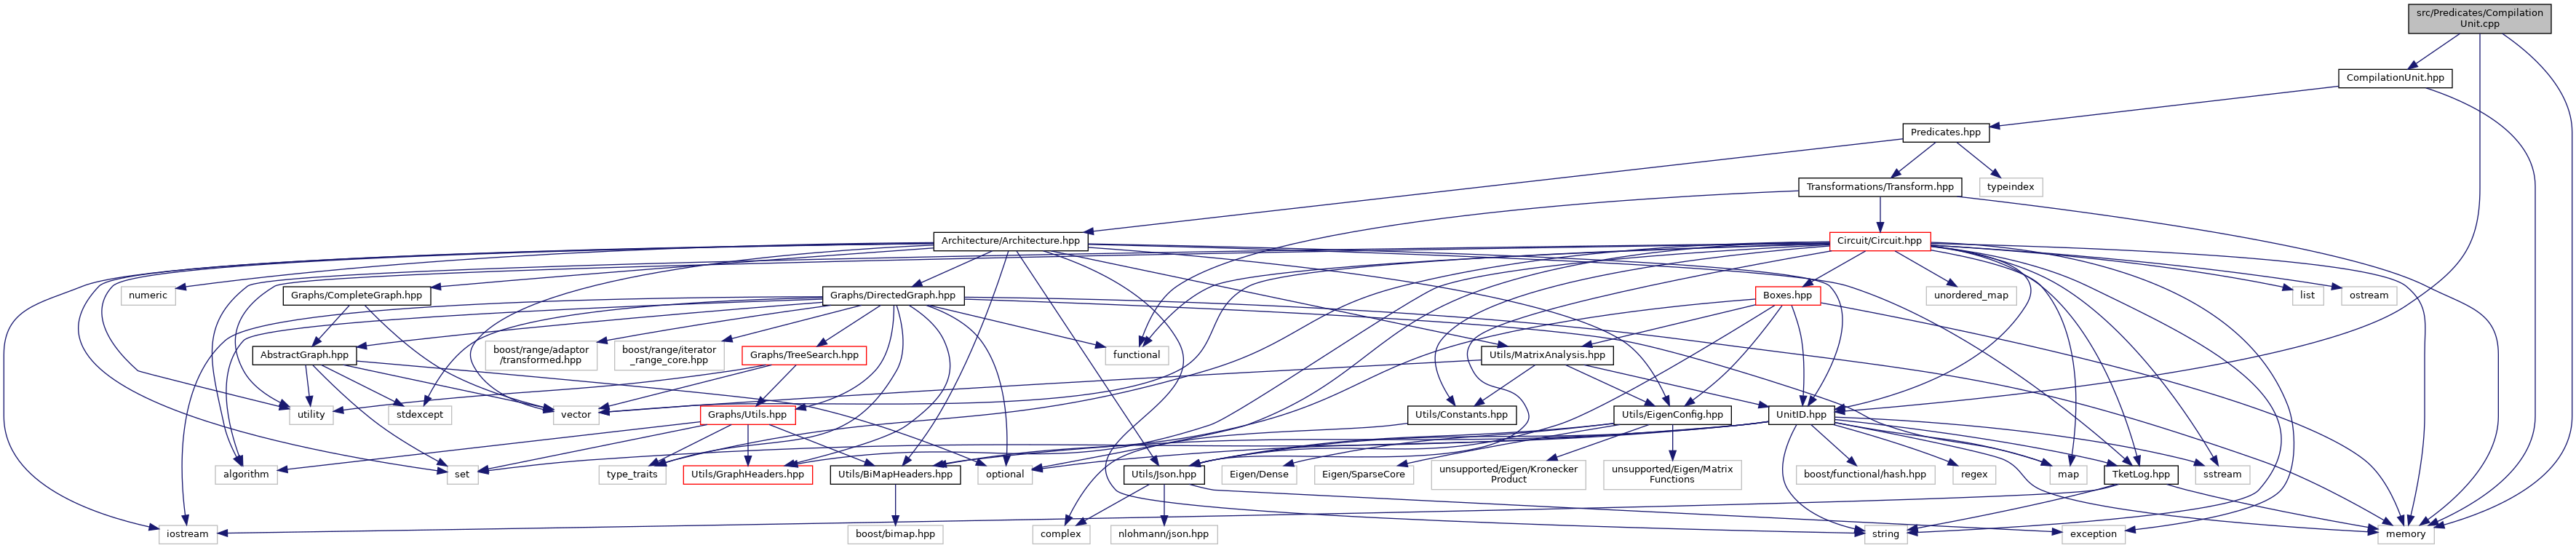 src/Predicates/Compilation
Unit.cpp
CompilationUnit.hpp
Predicates.hpp
Transformations/Transform.hpp
typeindex
Architecture/Architecture.hpp
Circuit/Circuit.hpp
numeric
Graphs/CompleteGraph.hpp
Graphs/DirectedGraph.hpp
Boxes.hpp
unordered_map
list
ostream
AbstractGraph.hpp
boost/range/adaptor
/transformed.hpp
boost/range/iterator
_range_core.hpp
Graphs/TreeSearch.hpp
functional
Utils/MatrixAnalysis.hpp
utility
stdexcept
vector
Graphs/Utils.hpp
Utils/Constants.hpp
Utils/EigenConfig.hpp
UnitID.hpp
algorithm
set
type_traits
Utils/GraphHeaders.hpp
Utils/BiMapHeaders.hpp
optional
Utils/Json.hpp
Eigen/Dense
Eigen/SparseCore
unsupported/Eigen/Kronecker
Product
unsupported/Eigen/Matrix
Functions
boost/functional/hash.hpp
regex
map
TketLog.hpp
sstream
iostream
boost/bimap.hpp
complex
nlohmann/json.hpp
string
exception
memory